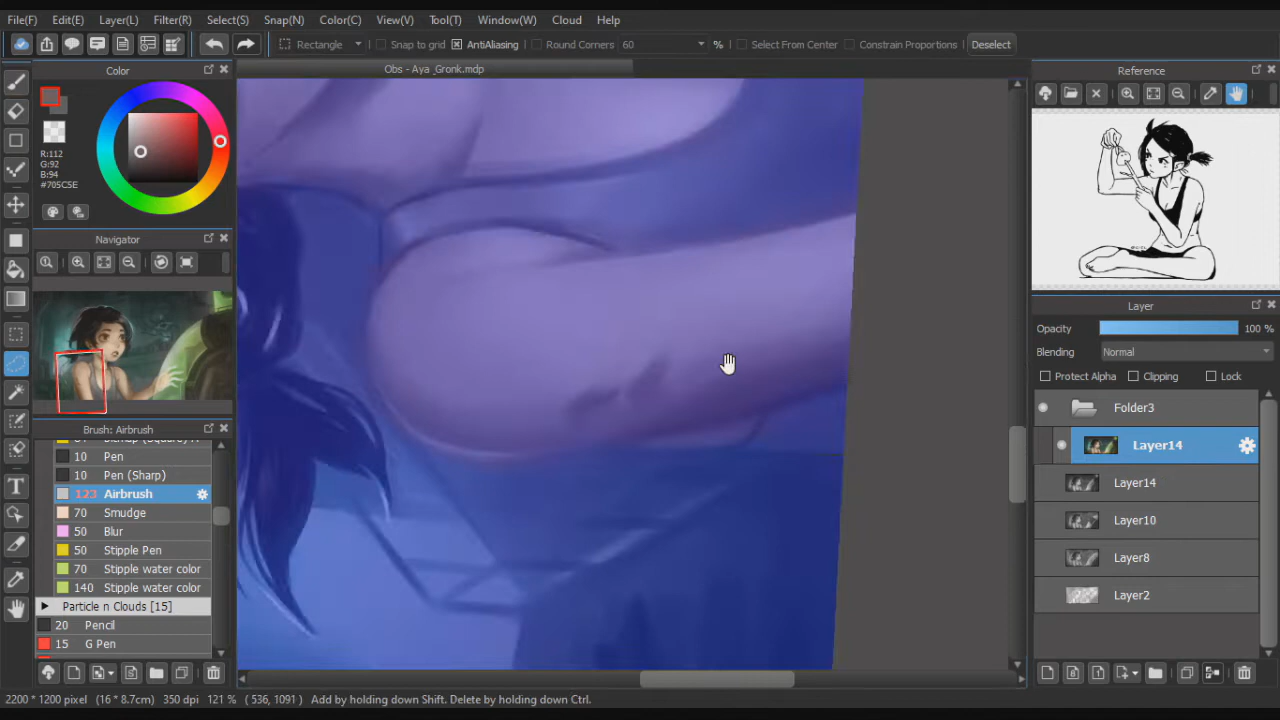 File(F) Edit(E) Layer(L) Filter(R) Select(S) Snap(N) Color(C) View(V) Tool(T) Window(W) Cloud Help
Rectangle Snap to grid AntiAliasing Round Corners 60 % Select From Center Constrain Proportions Deselect
Color
Obs - Aya _Gronk.mdp
Reference
R:112
G:92
B:94
#705C5E
Navigator
Layer
Opacity 100 %
Blending Normal
Protect Alpha Clipping Lock
Folder3
Layer14
Layer14
Layer10
Layer8
Layer2
Brush: Airbrush
10 Pen
10 Pen (Sharp)
123 Airbrush
70 Smudge
50 Blur
50 Stipple Pen
70 Stipple water color
140 Stipple water color
Particle n Clouds [15]
20 Pencil
15 G Pen
2200 * 1200 pixel (16 * 8.7cm) 350 dpi 121 % ( 536, 1091 ) Add by holding down Shift. Delete by holding down Ctrl.